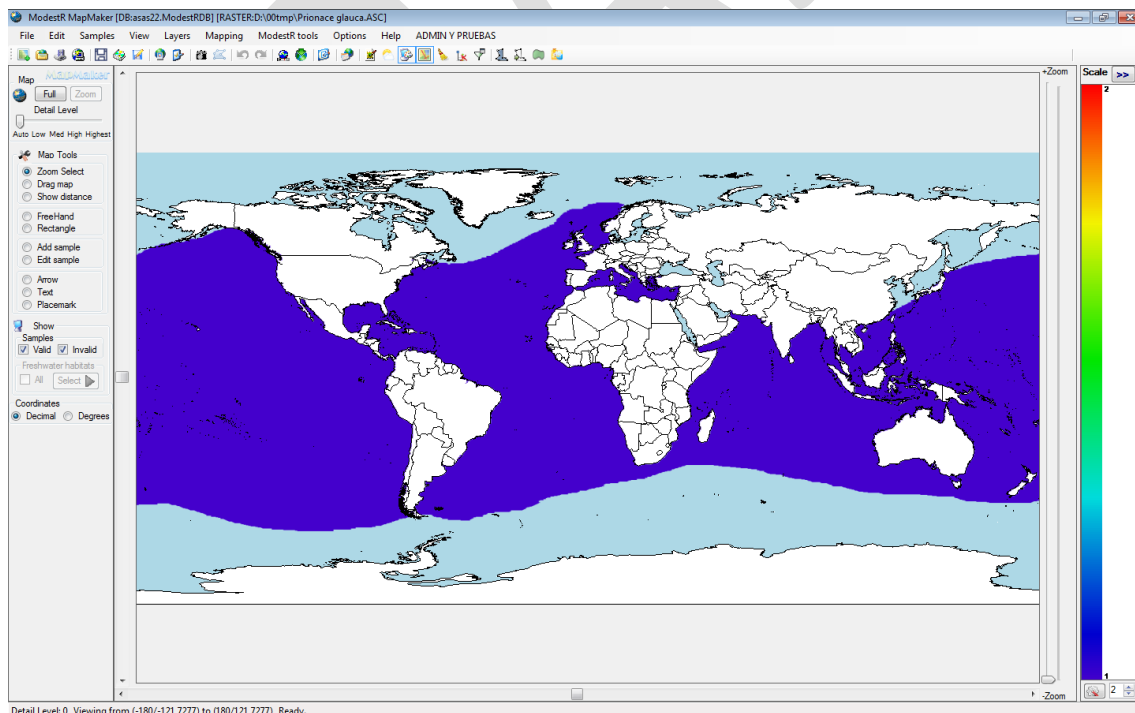 ModestR MapMaker [DB:asas22.ModestRDB] [RASTER:D:\00tmp\Prionace glauca.ASC]
File Edit Samples View Layers Mapping ModestR tools Options Help ADMIN Y PRUEBAS
Map MapMaker
Full Zoom
Detail Level
Auto Low Med High Highest
Map Tools
Zoom Select
Drag map
Show distance
FreeHand
Rectangle
Add sample
Edit sample
Arrow
Text
Placemark
Show
Samples
Valid Invalid
Freshwater habitats
All Select
Coordinates
Decimal Degrees
+Zoom
-Zoom
Scale >>
2
1
2
Detail Level: 0 Viewing from (-180/-121,7277) to (180/121,7277) Ready